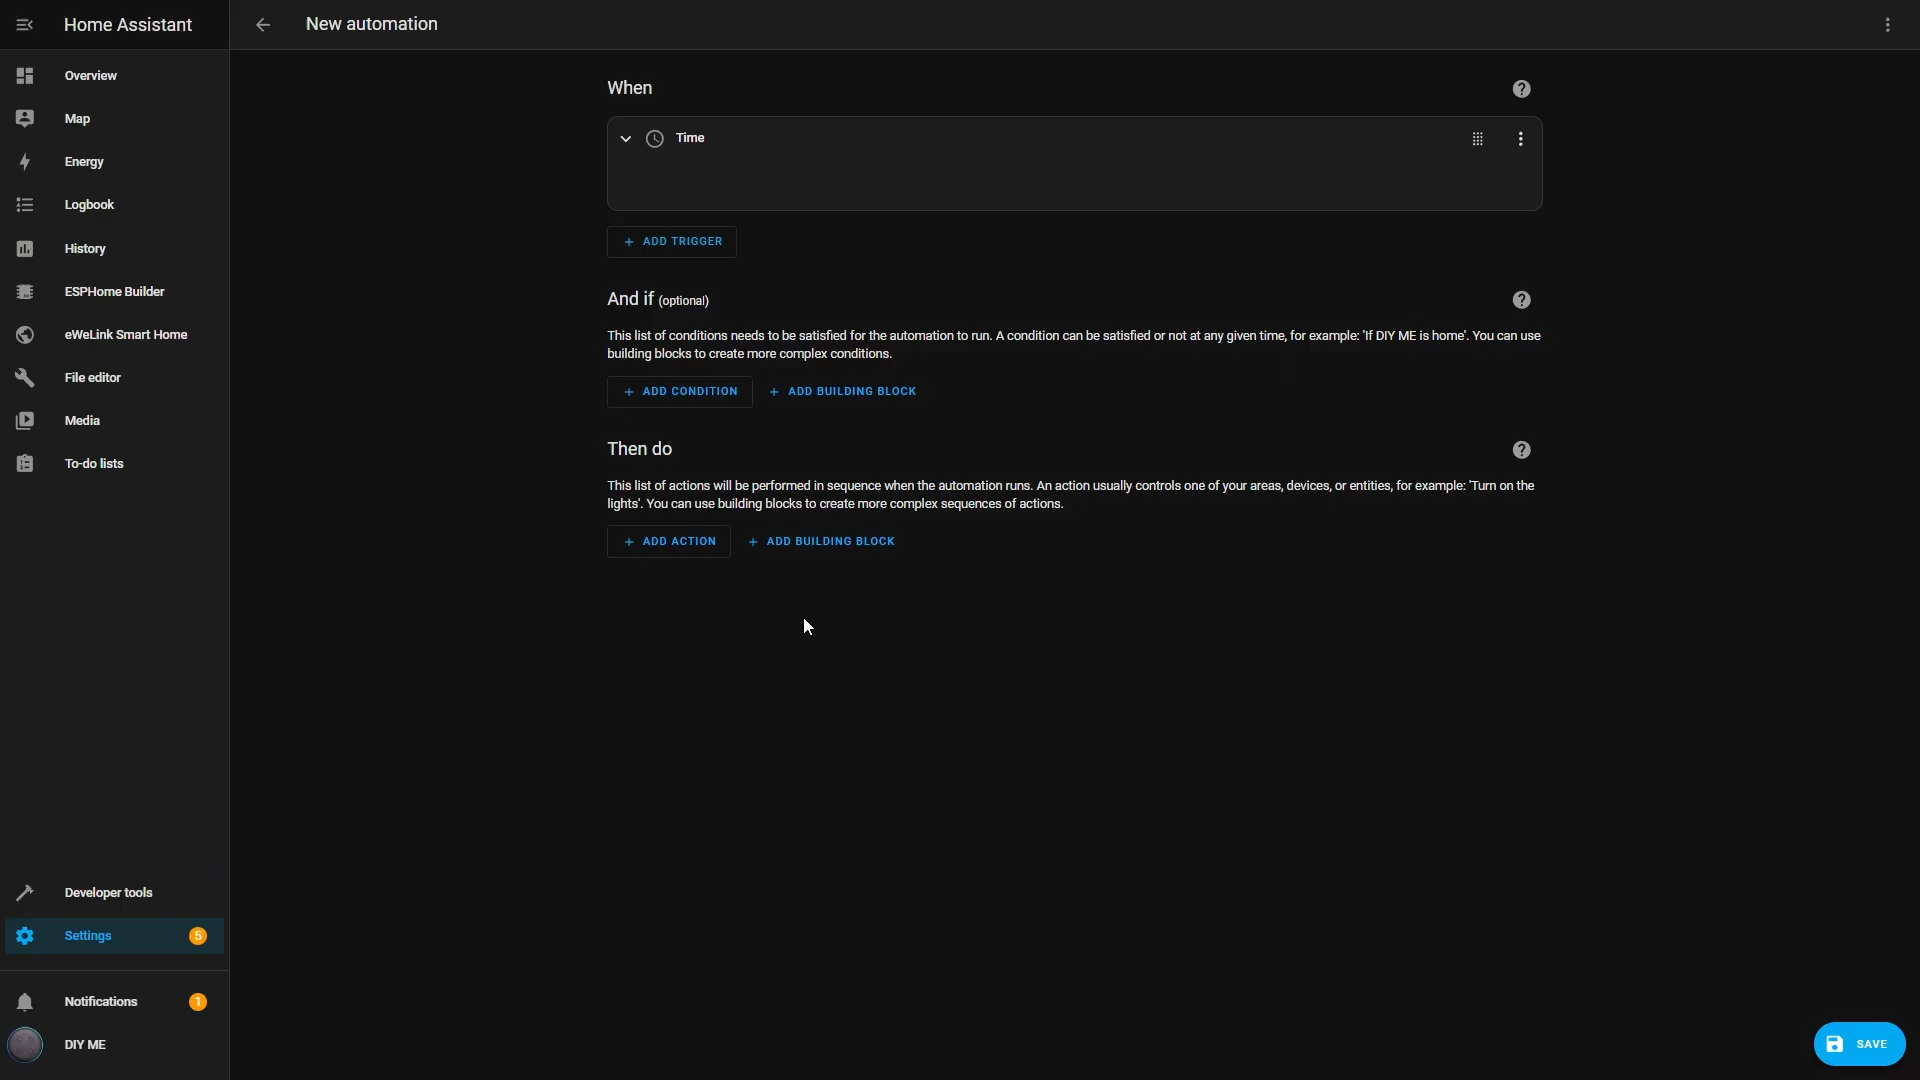 Home Assistant
New automation
Overview
Map
Energy
Logbook
History
ESPHome Builder
eWeLink Smart Home
File editor
Media
To-do lists
Developer tools
Settings
5
Notifications
1
DIY ME
When
Time
ADD TRIGGER
And if (optional)
This list of conditions needs to be satisfied for the automation to run. A condition can be satisfied or not at any given time, for example: 'If DIY ME is home'. You can use
building blocks to create more complex conditions.
ADD CONDITION
ADD BUILDING BLOCK
Then do
This list of actions will be performed in sequence when the automation runs. An action usually controls one of your areas, devices, or entities, for example: 'Turn on the
lights'. You can use building blocks to create more complex sequences of actions.
ADD ACTION
ADD BUILDING BLOCK
SAVE